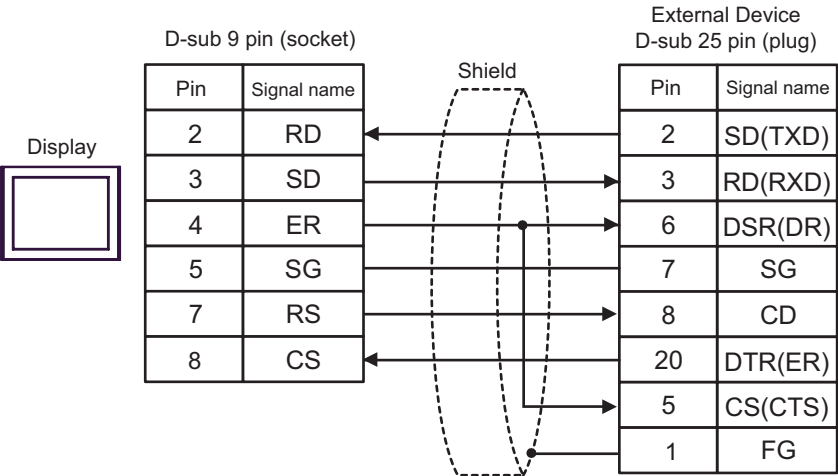 External Device
D-sub 9 pin (socket)
D-sub 25 pin (plug)
Shield
Display
Pin Signal name
2 RD
3 SD
4 ER
5 SG
7 RS
8 CS
Pin Signal name
2 SD(TXD)
3 RD(RXD)
6 DSR(DR)
7 SG
8 CD
20 DTR(ER)
5 CS(CTS)
1 FG